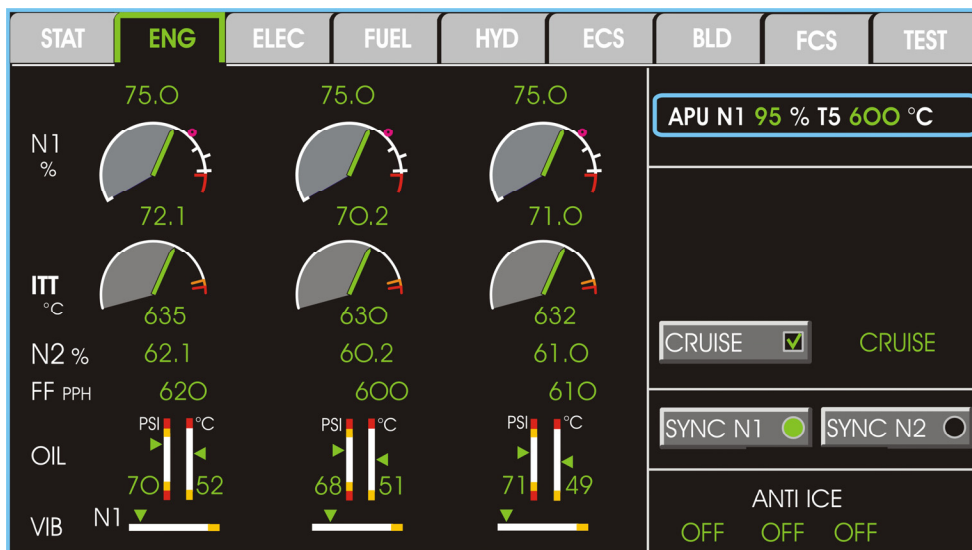 STAT ENG ELEC FUEL HYD ECS BLD FCS TEST
75.0 75.0 75.0
APU N1 95 % T5 600 °C
N1
%
72.1 70.2 71.0
ITT
°C
635 630 632
CRUISE CRUISE
N2 % 62.1 60.2 61.0
FF PPH 620 600 610
PSI °C PSI °C PSI °C
SYNC N1 SYNC N2
OIL
70 52 68 51 71 49
ANTI ICE
VIB N1
OFF OFF OFF